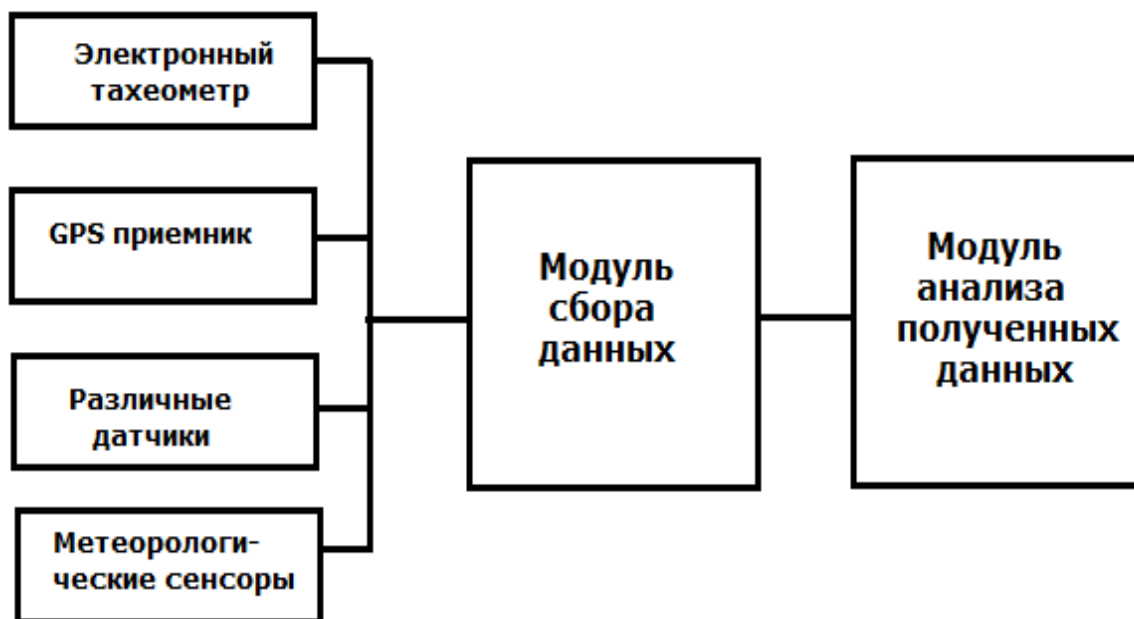 Электронный
тахеометр
GPS приемник
Различные
датчики
Метеорологи-
ческие сенсоры
Модуль
сбора
данных
Модуль
анализа
полученных
данных